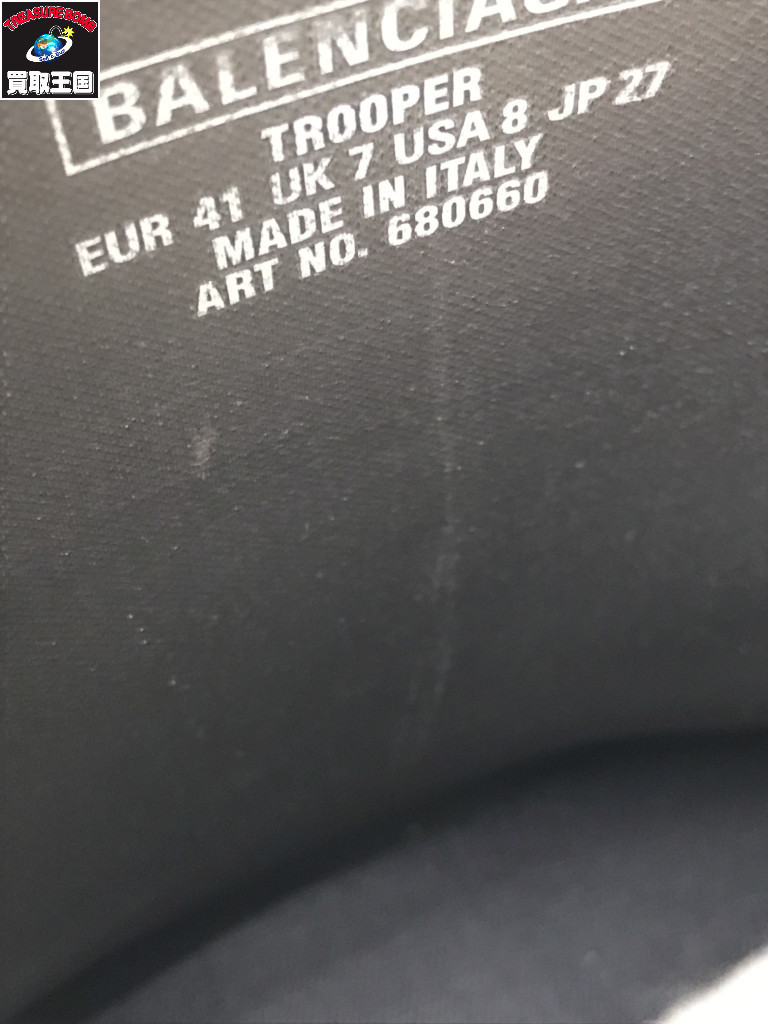 TREASURE BOMB
買取王国
BALENCIAGA
TROOPER
EUR 41 UK 7 USA 8 JP 27
MADE IN ITALY
ART NO. 680660